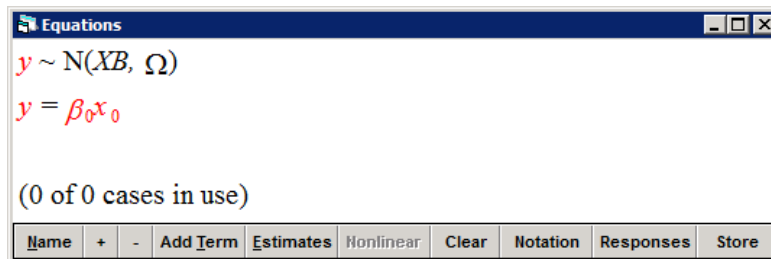 Equations
y ~ N(XB, Ω)
y = β₀x₀
(0 of 0 cases in use)
Name + - Add Term Estimates Nonlinear Clear Notation Responses Store